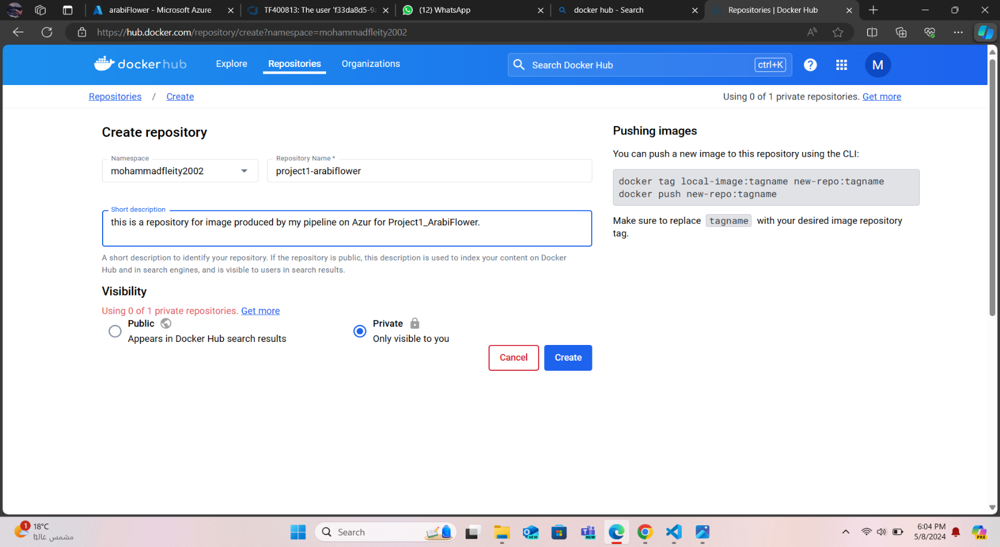 arabiFlower - Microsoft Azure
TF400813: The user 'f33da8d5-9a
(12) WhatsApp
docker hub - Search
Repositories | Docker Hub
https://hub.docker.com/repository/create?namespace=mohammadfleity2002
dockerhub
Explore
Repositories
Organizations
Search Docker Hub
ctrl+K
?
M
Repositories / Create
Using 0 of 1 private repositories. Get more
Create repository
Namespace
mohammadfleity2002
Repository Name *
project1-arabiflower
Short description
this is a repository for image produced by my pipeline on Azur for Project1_ArabiFlower.
A short description to identify your repository. If the repository is public, this description is used to index your content on Docker
Hub and in search engines, and is visible to users in search results.
Visibility
Using 0 of 1 private repositories. Get more
Public
Appears in Docker Hub search results
Private
Only visible to you
Cancel
Create
Pushing images
You can push a new image to this repository using the CLI:
docker tag local-image:tagname new-repo:tagname
docker push new-repo:tagname
Make sure to replace tagname with your desired image repository
tag.
1
18°C
مشمس غالبًا
Search
NEW
NEW
6:04 PM
5/8/2024
PRE